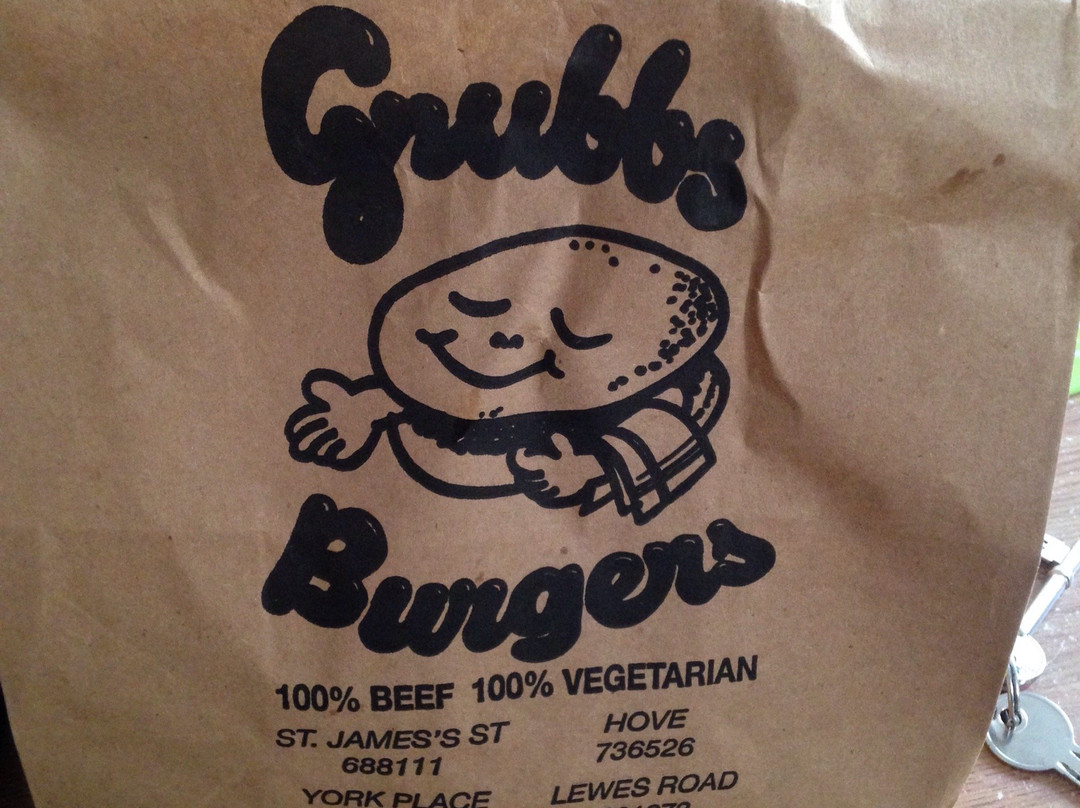 Grubbs
Burgers
100% BEEF 100% VEGETARIAN
ST. JAMES'S ST HOVE
688111 736526
YORK PLACE LEWES ROAD